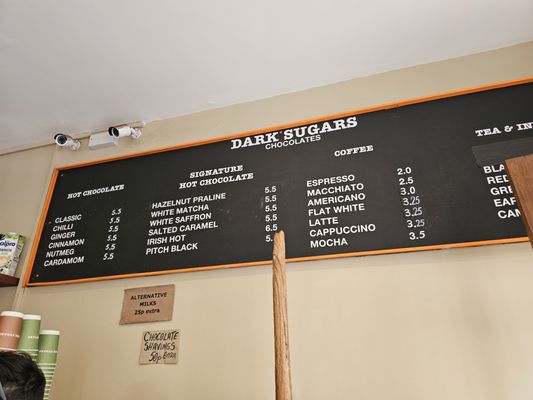 DARK SUGARS
CHOCOLATES
HOT CHOCOLATE
CLASSIC 5.5
CHILLI 5.5
GINGER 5.5
CINNAMON 5.5
NUTMEG 5.5
CARDAMOM 5.5
SIGNATURE
HOT CHOCOLATE
HAZELNUT PRALINE 5.5
WHITE MATCHA 5.5
WHITE SAFFRON 5.5
SALTED CARAMEL 5.5
IRISH HOT 6.5
PITCH BLACK
COFFEE
ESPRESSO 2.0
MACCHIATO 2.5
AMERICANO 3.0
FLAT WHITE 3.25
LATTE 3.25
CAPPUCCINO 3.25
MOCHA 3.5
TEA &
ALTERNATIVE
MILKS
25p extra
CHOCOLATE
SHAVINGS
50p Extra